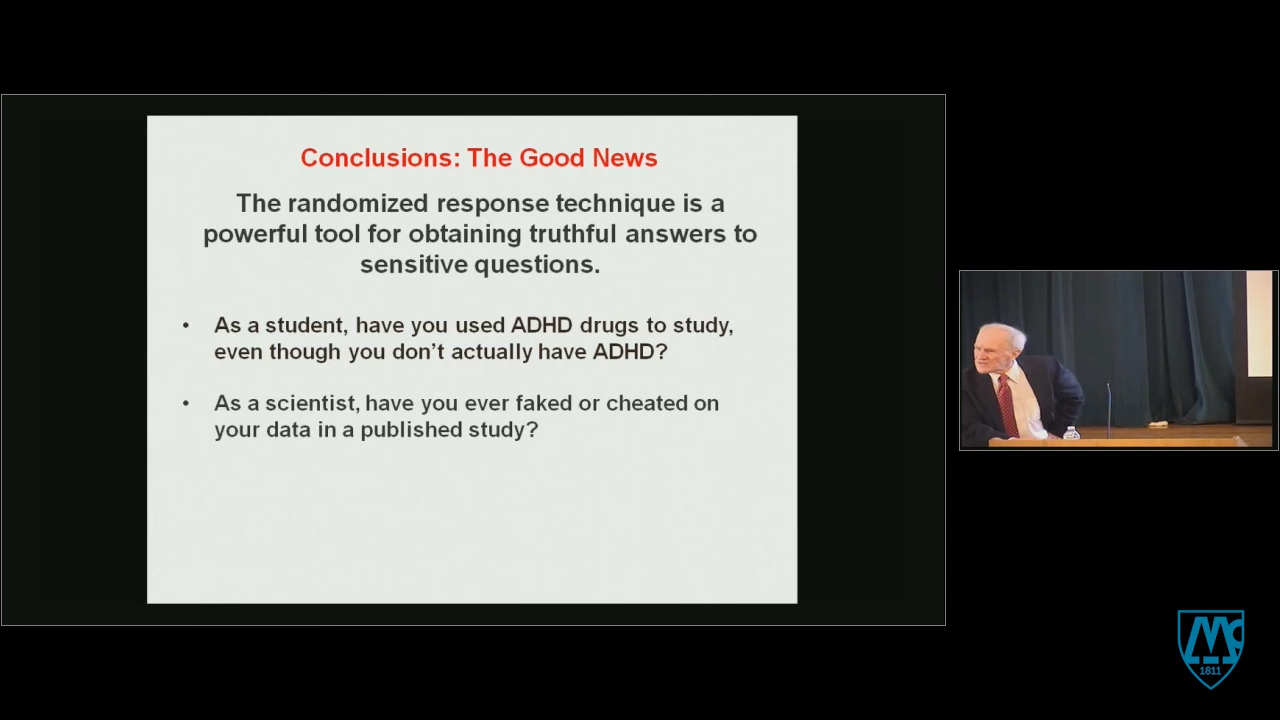 Conclusions: The Good News
The randomized response technique is a
powerful tool for obtaining truthful answers to
sensitive questions.
• As a student, have you used ADHD drugs to study,
even though you don’t actually have ADHD?
• As a scientist, have you ever faked or cheated on
your data in a published study?
Mc
1811